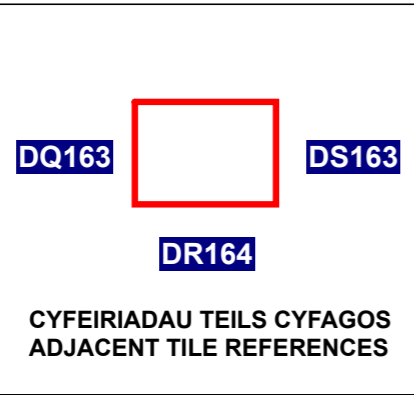 DQ163
DS163
DR164
CYFEIRIADAU TEILS CYFAGOS
ADJACENT TILE REFERENCES